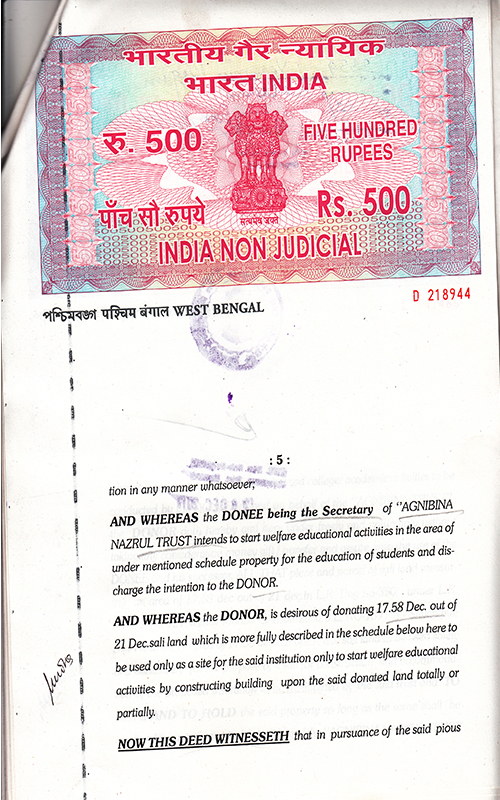 भारतीय गैर न्यायिक
भारत INDIA
रु. 500
FIVE HUNDRED
RUPEES
पाँच सौ रुपये
सत्यमेव जयते
Rs. 500
INDIA NON JUDICIAL
D 218944
পশ্চিমবঙ্গ पश्चिम बंगाल WEST BENGAL
: 5 :
tion in any manner whatsoever;
AND WHEREAS the DONEE being the Secretary of "AGNIBINA
NAZRUL TRUST intends to start welfare educational activities in the area of
under mentioned schedule property for the education of students and dis-
charge the intention to the DONOR.
AND WHEREAS the DONOR, is desirous of donating 17.58 Dec. out of
21 Dec.sali land which is more fully described in the schedule below here to
be used only as a site for the said institution only to start welfare educational
activities by constructing building upon the said donated land totally or
partially.
NOW THIS DEED WITNESSETH that in pursuance of the said pious